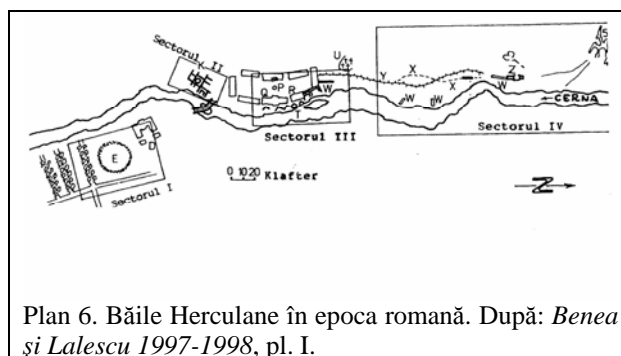 Sectorul II
U
Y
X
X
Z
W
Q
P
R
W
W
W
W
T
CERNA
Sectorul III
Sectorul IV
E
Sectorul I
0 10 20 Klafter
Plan 6. Băile Herculane în epoca romană. După: Benea
și Lalescu 1997-1998, pl. I.